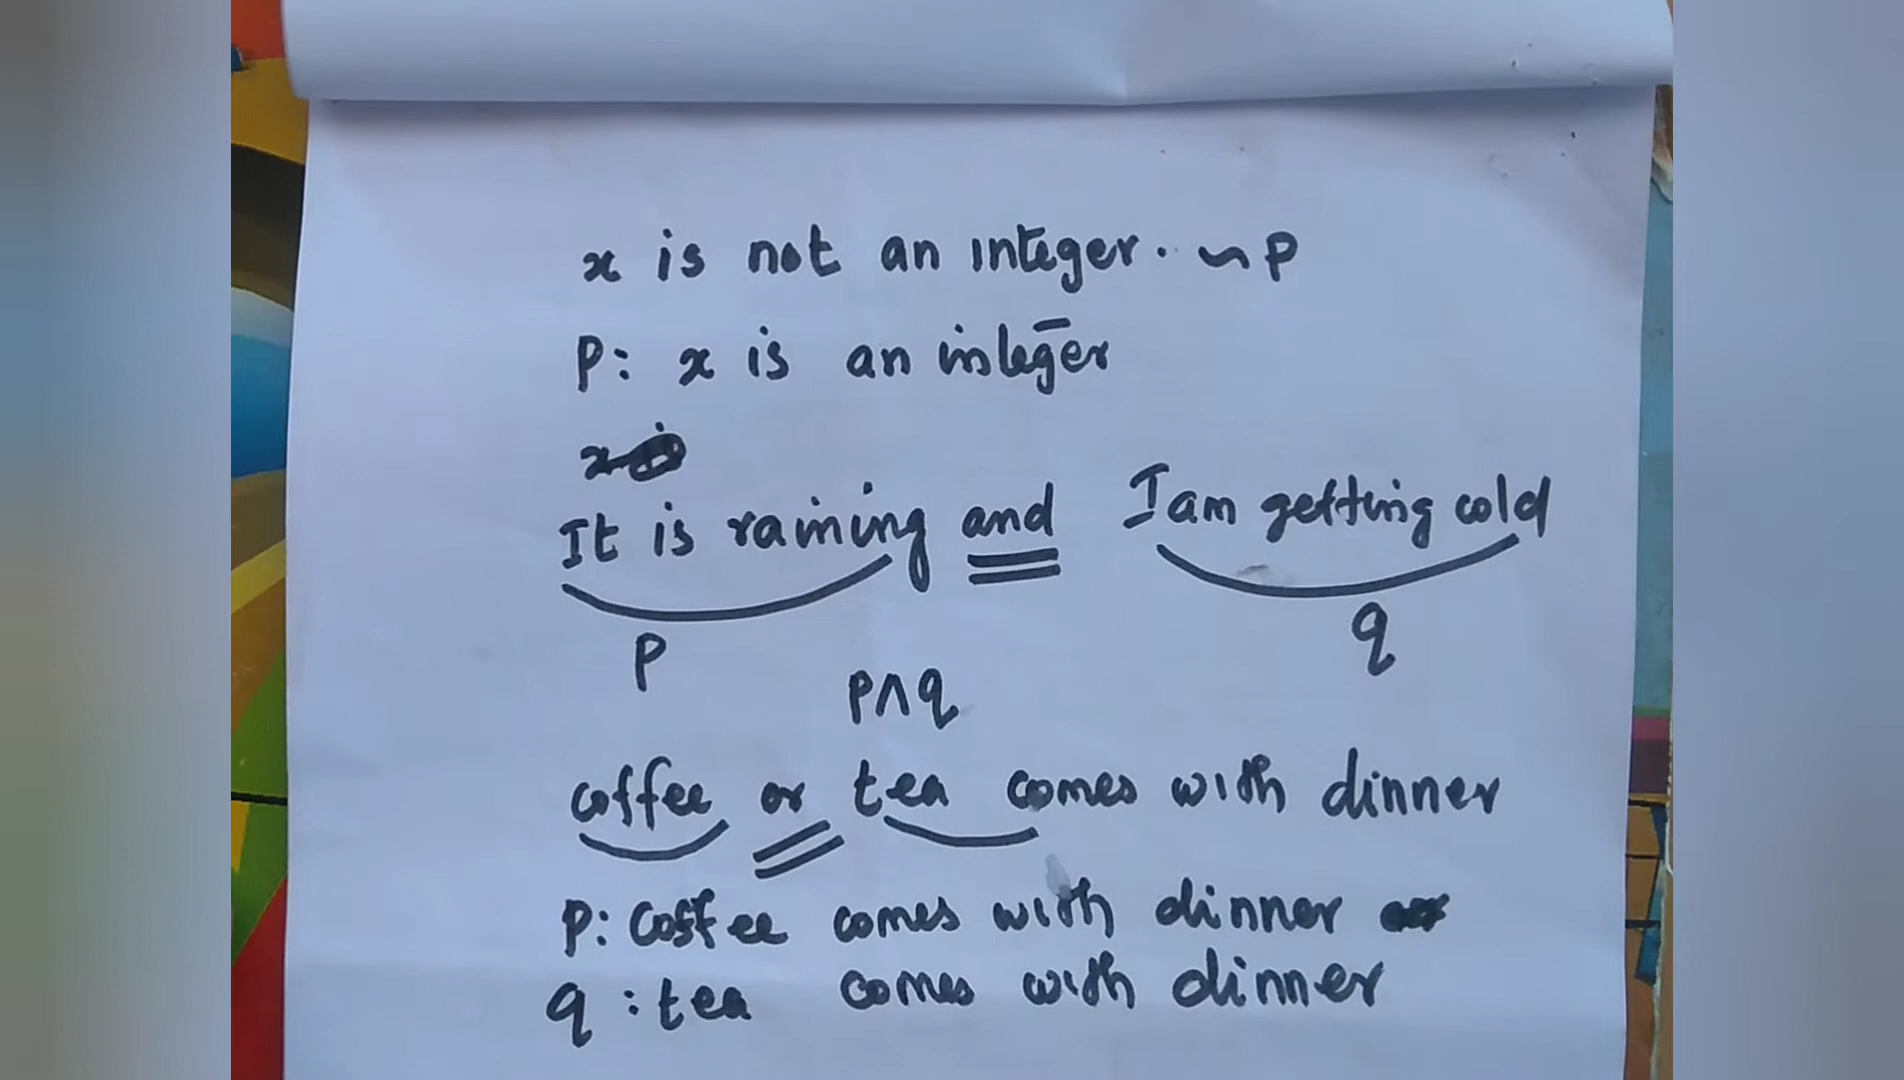 x is not an integer. ~p
p: x is an integer
x
It is raining and I am getting cold
p
q
p∧q
coffee or tea comes with dinner
p: Coffee comes with dinner
q: tea comes with dinner